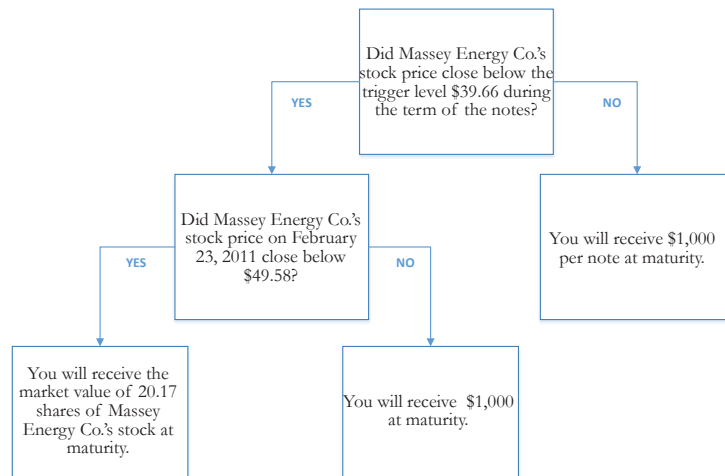 Did Massey Energy Co.'s
stock price close below the
trigger level $39.66 during
the term of the notes?
YES
NO
Did Massey Energy Co.'s
stock price on February
23, 2011 close below
$49.58?
You will receive $1,000
per note at maturity.
YES
NO
You will receive the
market value of 20.17
shares of Massey
Energy Co.'s stock at
maturity.
You will receive $1,000
at maturity.